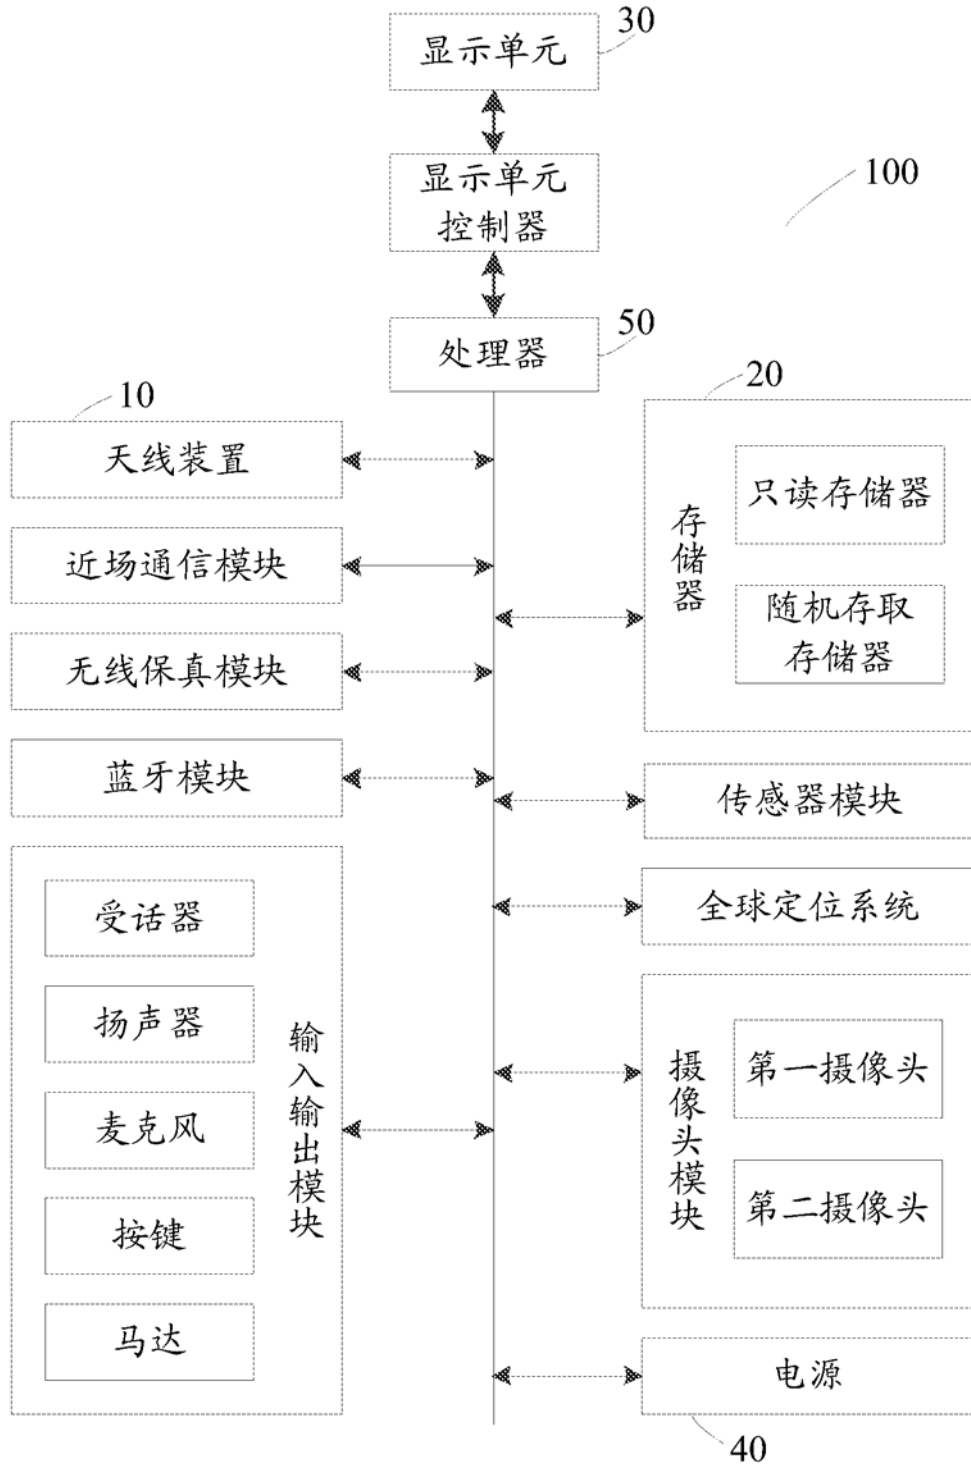 30
显示单元
100
显示单元
控制器
50
处理器
10
天线装置
近场通信模块
无线保真模块
蓝牙模块
受话器
扬声器
麦克风
按键
马达
输入输出模块
20
存储器
只读存储器
随机存取
存储器
传感器模块
全球定位系统
摄像头模块
第一摄像头
第二摄像头
电源
40